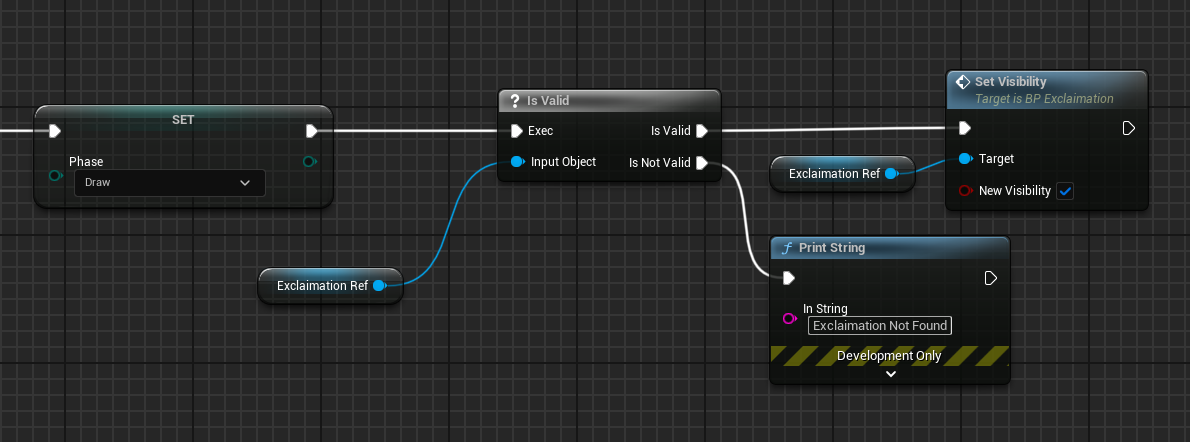 SET
Phase
Draw
Exclaimation Ref
? Is Valid
Exec
Is Valid
Input Object
Is Not Valid
Exclaimation Ref
Set Visibility
Target is BP Exclaimation
Target
New Visibility
f Print String
In String
Exclaimation Not Found
Development Only